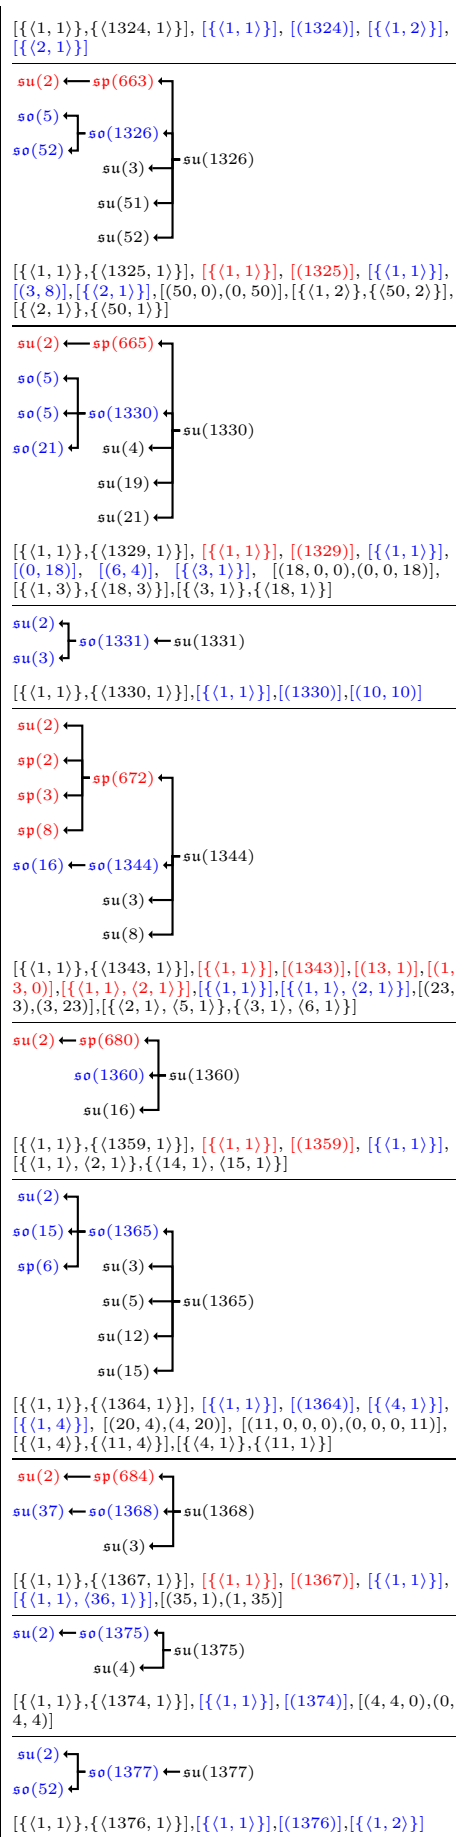 [{⟨1, 1⟩},{⟨1324, 1⟩}], [{⟨1, 1⟩}], [(1324)], [{⟨1, 2⟩}],
[{⟨2, 1⟩}]
𝔰𝔲(2) 𝔰𝔭(663)
𝔰𝔬(5)
𝔰𝔬(1326)
𝔰𝔬(52)
𝔰𝔲(3) 𝔰𝔲(1326)
𝔰𝔲(51)
𝔰𝔲(52)
[{⟨1, 1⟩},{⟨1325, 1⟩}], [{⟨1, 1⟩}], [(1325)], [{⟨1, 1⟩}],
[(3, 8)],[{⟨2, 1⟩}],[(50, 0),(0, 50)],[{⟨1, 2⟩},{⟨50, 2⟩}],
[{⟨2, 1⟩},{⟨50, 1⟩}]
𝔰𝔲(2) 𝔰𝔭(665)
𝔰𝔬(5)
𝔰𝔬(5) 𝔰𝔬(1330)
𝔰𝔲(1330)
𝔰𝔬(21) 𝔰𝔲(4)
𝔰𝔲(19)
𝔰𝔲(21)
[{⟨1, 1⟩},{⟨1329, 1⟩}], [{⟨1, 1⟩}], [(1329)], [{⟨1, 1⟩}],
[(0, 18)], [(6, 4)], [{⟨3, 1⟩}], [(18, 0, 0),(0, 0, 18)],
[{⟨1, 3⟩},{⟨18, 3⟩}],[{⟨3, 1⟩},{⟨18, 1⟩}]
𝔰𝔲(2)
𝔰𝔬(1331) 𝔰𝔲(1331)
𝔰𝔲(3)
[{⟨1, 1⟩},{⟨1330, 1⟩}],[{⟨1, 1⟩}],[(1330)],[(10, 10)]
𝔰𝔲(2)
𝔰𝔭(2)
𝔰𝔭(672)
𝔰𝔭(3)
𝔰𝔭(8)
𝔰𝔲(1344)
𝔰𝔬(16) 𝔰𝔬(1344)
𝔰𝔲(3)
𝔰𝔲(8)
[{⟨1, 1⟩},{⟨1343, 1⟩}],[{⟨1, 1⟩}],[(1343)],[(13, 1)],[(1,
3, 0)],[{⟨1, 1⟩, ⟨2, 1⟩}],[{⟨1, 1⟩}],[{⟨1, 1⟩, ⟨2, 1⟩}],[(23,
3),(3, 23)],[{⟨2, 1⟩, ⟨5, 1⟩},{⟨3, 1⟩, ⟨6, 1⟩}]
𝔰𝔲(2) 𝔰𝔭(680)
𝔰𝔬(1360) 𝔰𝔲(1360)
𝔰𝔲(16)
[{⟨1, 1⟩},{⟨1359, 1⟩}], [{⟨1, 1⟩}], [(1359)], [{⟨1, 1⟩}],
[{⟨1, 1⟩, ⟨2, 1⟩},{⟨14, 1⟩, ⟨15, 1⟩}]
𝔰𝔲(2)
𝔰𝔬(15) 𝔰𝔬(1365)
𝔰𝔭(6) 𝔰𝔲(3)
𝔰𝔲(5) 𝔰𝔲(1365)
𝔰𝔲(12)
𝔰𝔲(15)
[{⟨1, 1⟩},{⟨1364, 1⟩}], [{⟨1, 1⟩}], [(1364)], [{⟨4, 1⟩}],
[{⟨1, 4⟩}], [(20, 4),(4, 20)], [(11, 0, 0, 0),(0, 0, 0, 11)],
[{⟨1, 4⟩},{⟨11, 4⟩}],[{⟨4, 1⟩},{⟨11, 1⟩}]
𝔰𝔲(2) 𝔰𝔭(684)
𝔰𝔲(37) 𝔰𝔬(1368) 𝔰𝔲(1368)
𝔰𝔲(3)
[{⟨1, 1⟩},{⟨1367, 1⟩}], [{⟨1, 1⟩}], [(1367)], [{⟨1, 1⟩}],
[{⟨1, 1⟩, ⟨36, 1⟩}],[(35, 1),(1, 35)]
𝔰𝔲(2) 𝔰𝔬(1375)
𝔰𝔲(1375)
𝔰𝔲(4)
[{⟨1, 1⟩},{⟨1374, 1⟩}],[{⟨1, 1⟩}],[(1374)],[(4, 4, 0),(0,
4, 4)]
𝔰𝔲(2)
𝔰𝔬(1377) 𝔰𝔲(1377)
𝔰𝔬(52)
[{⟨1, 1⟩},{⟨1376, 1⟩}],[{⟨1, 1⟩}],[(1376)],[{⟨1, 2⟩}]